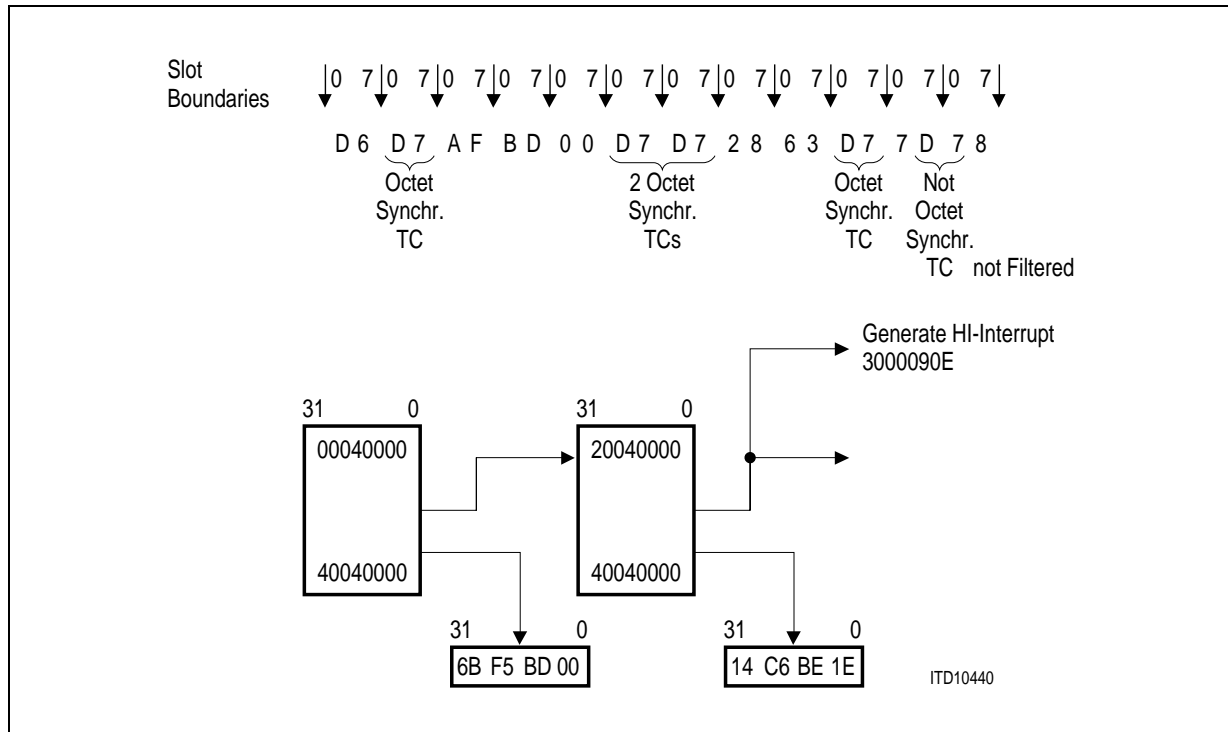 Slot
Boundaries
0 7 0 7 0 7 0 7 0 7 0 7 0 7 0 7 0 7 0 7 0 7 0 7
D 6 D 7 A F B D 0 0 D 7 D 7 2 8 6 3 D 7 7 D 7 8
Octet
Synchr.
TC
2 Octet
Synchr.
TCs
Octet
Synchr.
TC
Not
Octet
Synchr.
TC not Filtered
Generate HI-Interrupt
3000090E
31 0
00040000
40040000
31 0
20040000
40040000
31 0
6B F5 BD 00
31 0
14 C6 BE 1E
ITD10440